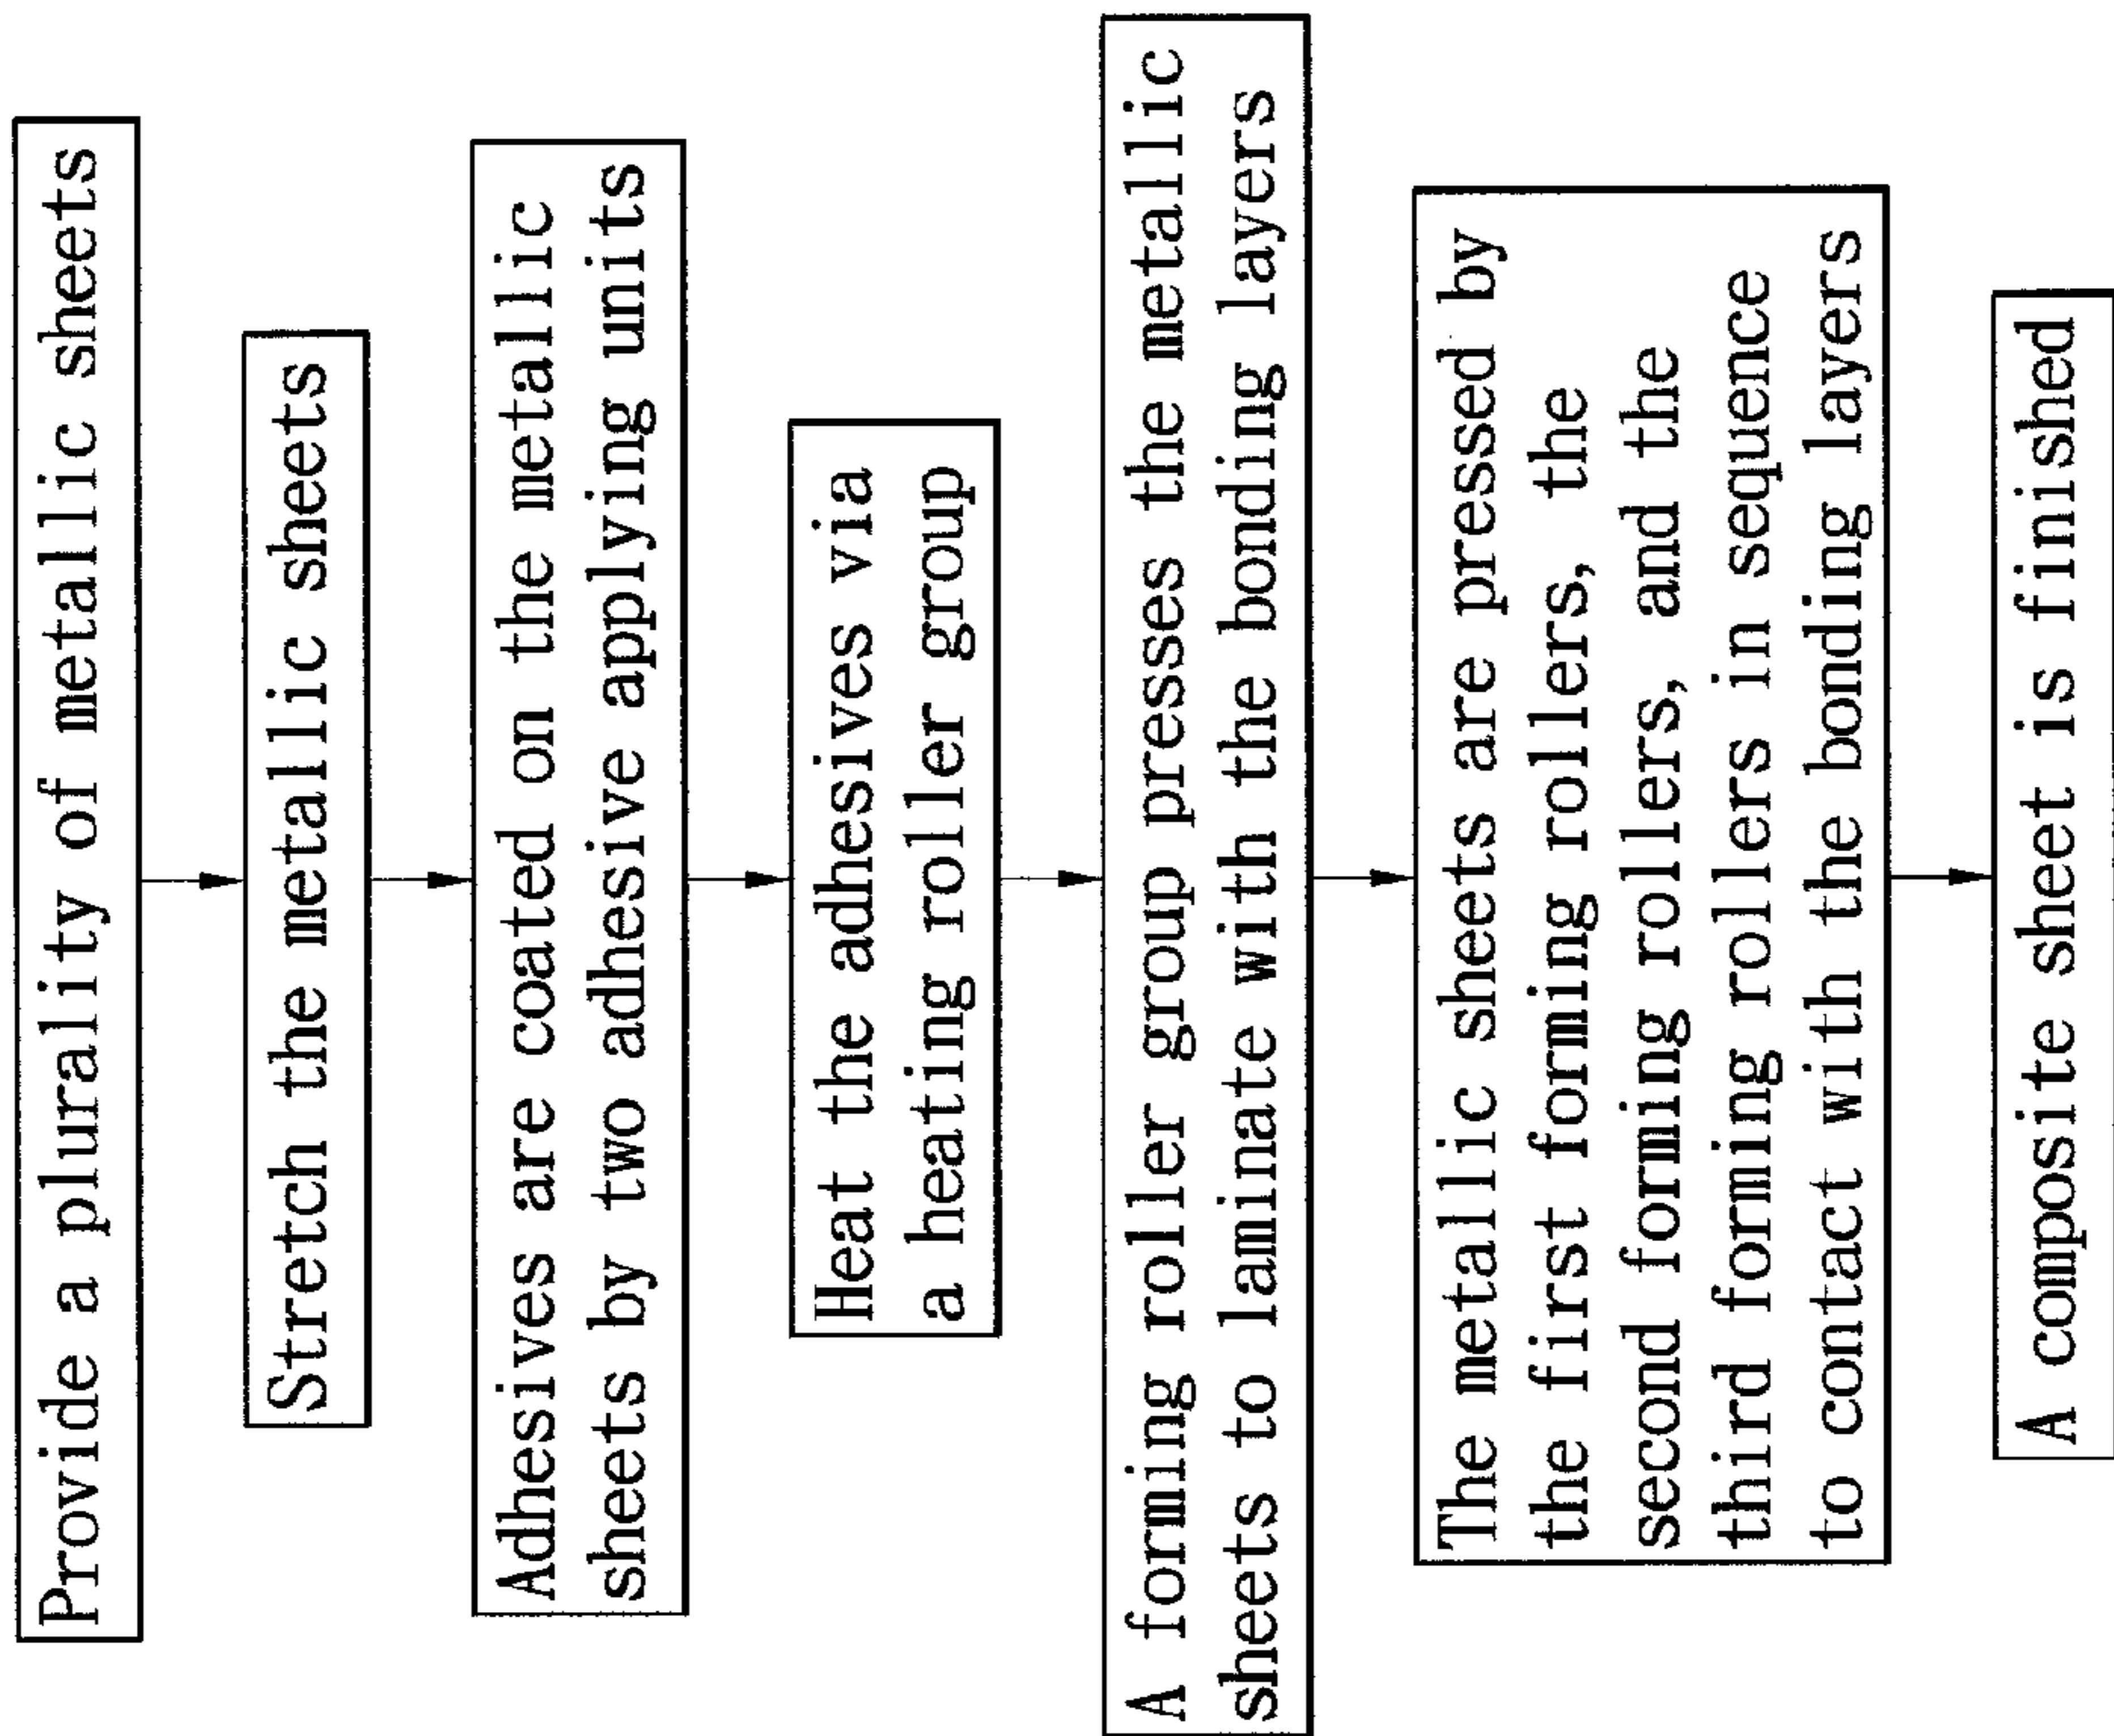 Provide a plurality of metallic sheets
Stretch the metallic sheets
Adhesives are coated on the metallic
sheets by two adhesive applying units
Heat the adhesives via
a heating roller group
A forming roller group presses the metallic
sheets to laminate with the bonding layers
The metallic sheets are pressed by
the first forming rollers, the
second forming rollers, and the
third forming rollers in sequence
to contact with the bonding layers
A composite sheet is finished